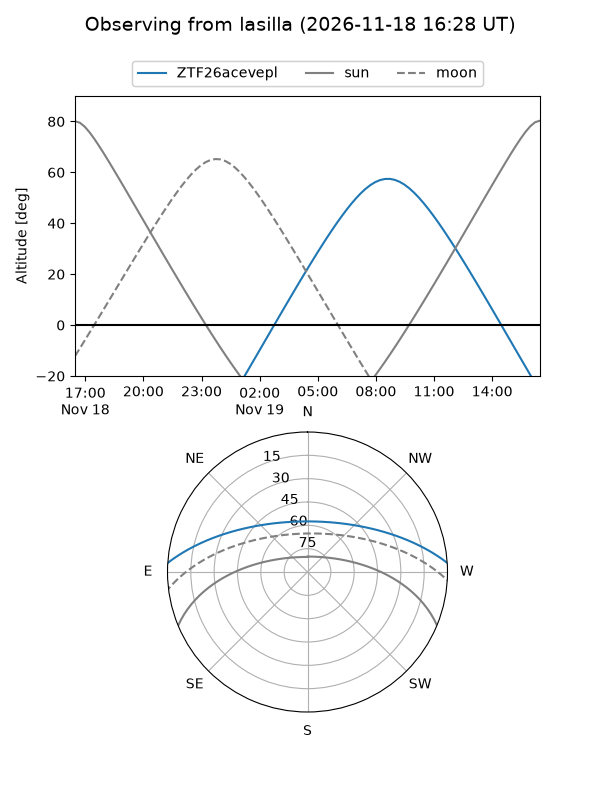 Observing from lasilla (2026-11-18 16:28 UT)
ZTF26acevepl sun moon
Altitude [deg]
80
60
40
20
0
−20
17:00 20:00 23:00 02:00 05:00 08:00 11:00 14:00
Nov 18 Nov 19
N
NE NW
15
30
45
60
75
E W
SE SW
S